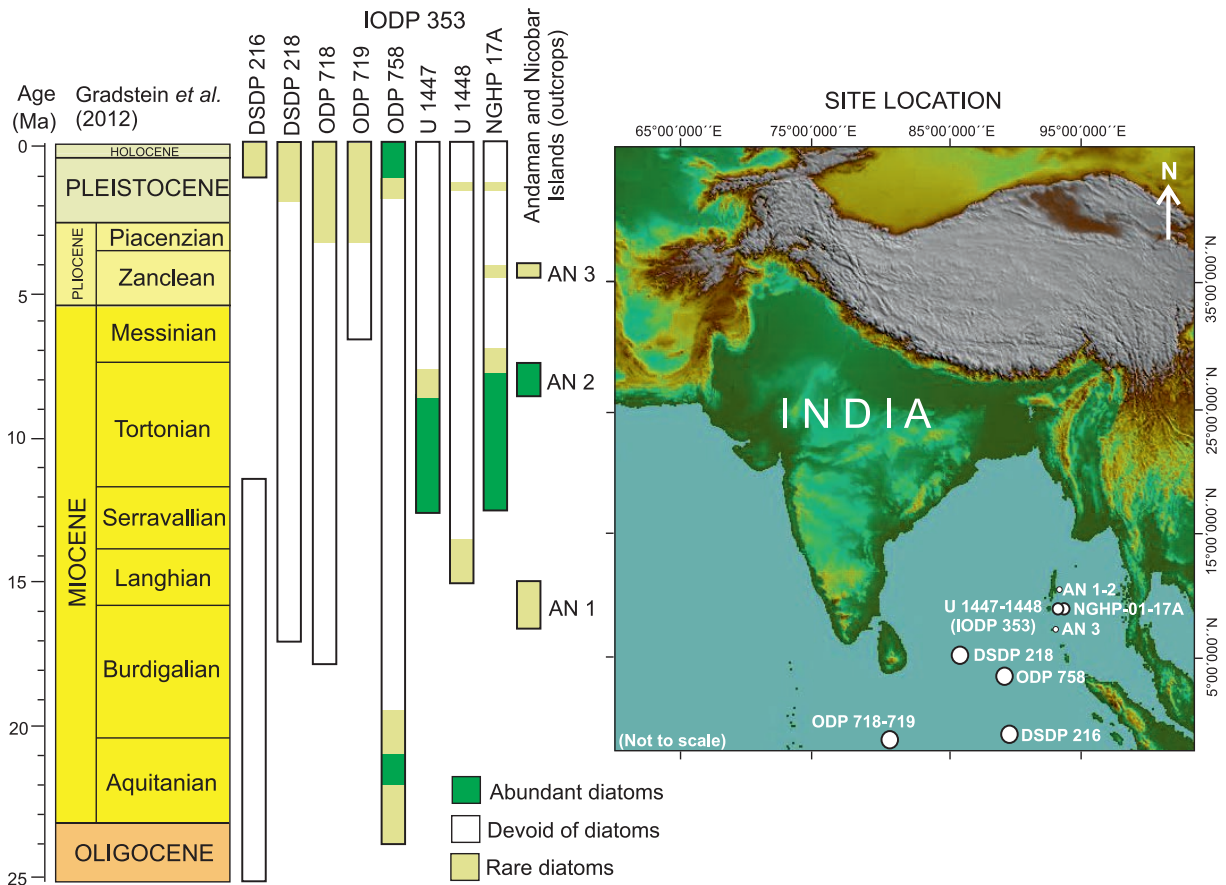 IODP 353
Age
(Ma)
Gradstein et al.
(2012)
DSDP 216
DSDP 218
ODP 718
ODP 719
ODP 758
U 1447
U 1448
NGHP 17A
Andaman and Nicobar
Islands (outcrops)
0
5
10
15
20
25
HOLOCENE
PLEISTOCENE
PLIOCENE
Piacenzian
Zanclean
MIOCENE
Messinian
Tortonian
Serravallian
Langhian
Burdigalian
Aquitanian
OLIGOCENE
AN 3
AN 2
AN 1
Abundant diatoms
Devoid of diatoms
Rare diatoms
SITE LOCATION
65°00,000´´E
75°00,000´´E
85°00,000´´E
95°00,000´´E
N
35°00,000´´N
25°00,000´´N
15°00,000´´N
5°00,000´´N
INDIA
AN 1-2
U 1447-1448
(IODP 353)
NGHP-01-17A
AN 3
DSDP 218
ODP 758
ODP 718-719
DSDP 216
(Not to scale)